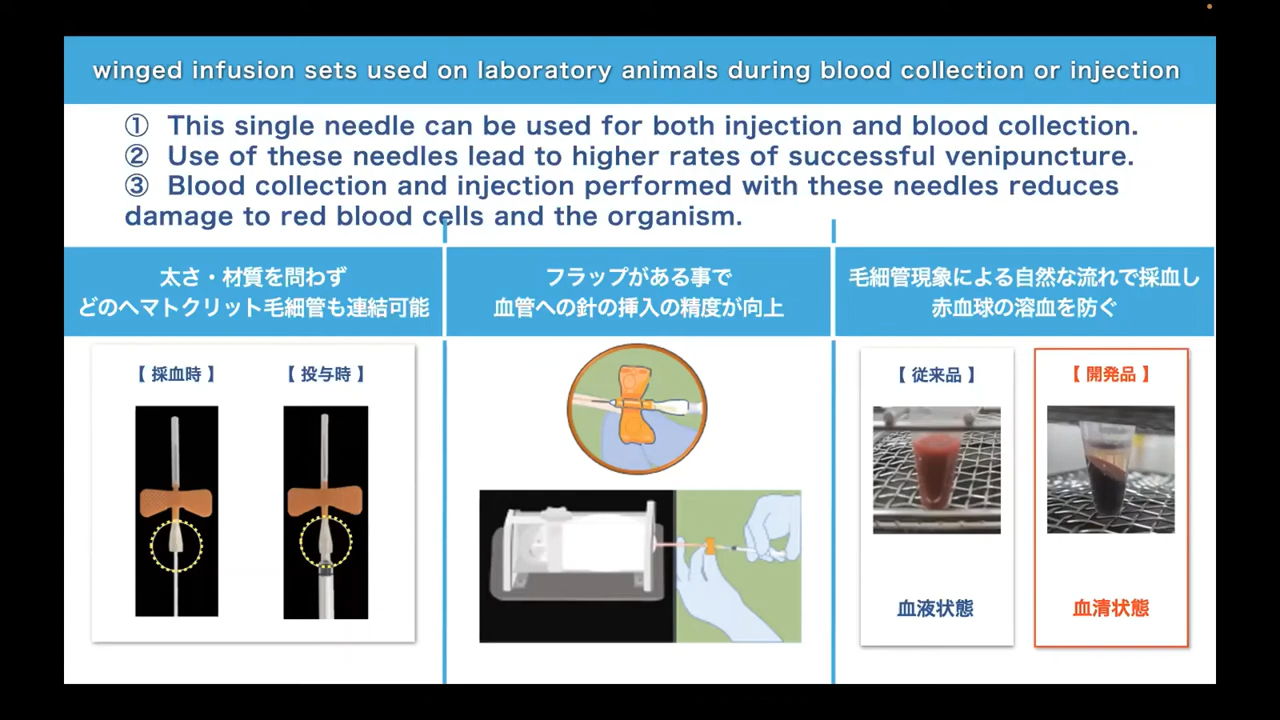 winged infusion sets used on laboratory animals during blood collection or injection
① This single needle can be used for both injection and blood collection.
② Use of these needles lead to higher rates of successful venipuncture.
③ Blood collection and injection performed with these needles reduces
damage to red blood cells and the organism.
太さ・材質を問わず
どのヘマトクリット毛細管も連結可能
フラップがある事で
血管への針の挿入の精度が向上
毛細管現象による自然な流れで採血し
赤血球の溶血を防ぐ
【 採血時 】
【 投与時 】
【 従来品 】
【 開発品 】
血液状態
血清状態